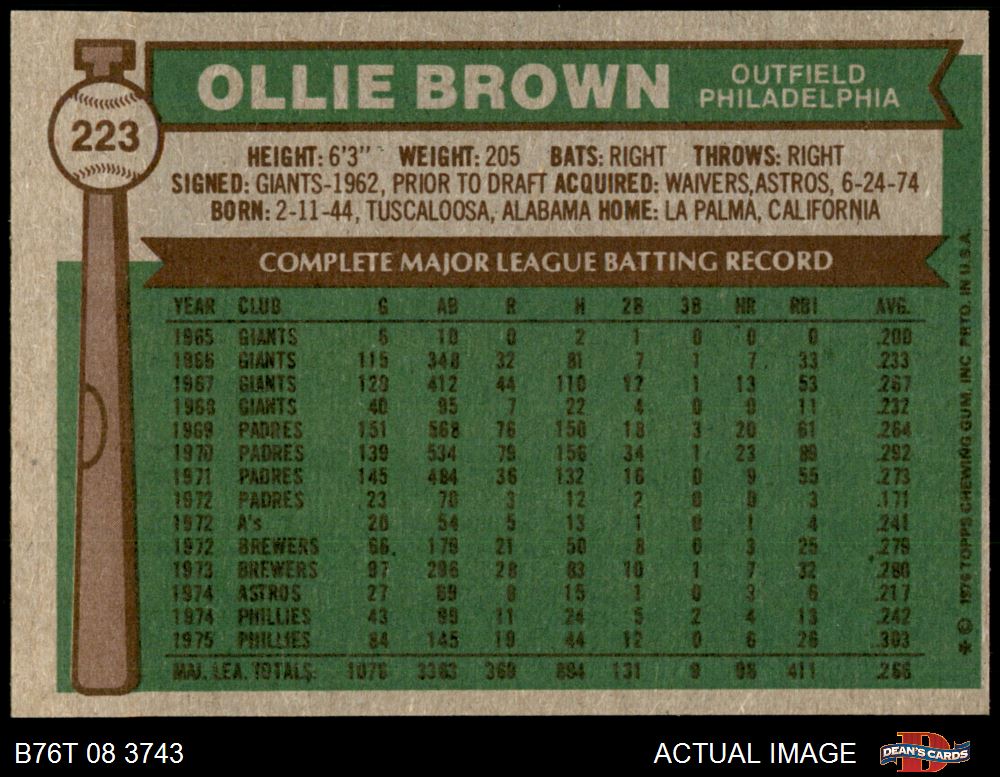 OLLIE BROWN
OUTFIELD
PHILADELPHIA
223
HEIGHT: 6'3" WEIGHT: 205 BATS: RIGHT THROWS: RIGHT
SIGNED: GIANTS-1962, PRIOR TO DRAFT ACQUIRED: WAIVERS, ASTROS, 6-24-74
BORN: 2-11-44, TUSCALOOSA, ALABAMA HOME: LA PALMA, CALIFORNIA
COMPLETE MAJOR LEAGUE BATTING RECORD
YEAR CLUB G AB R H 2B 3B HR RBI AVG.
1965 GIANTS 6 10 0 2 1 0 0 0 .200
1966 GIANTS 115 348 32 81 7 1 7 33 .233
1967 GIANTS 120 412 44 110 12 1 13 53 .267
1968 GIANTS 40 95 7 22 4 0 0 11 .232
1969 PADRES 151 568 76 150 18 3 20 61 .264
1970 PADRES 139 534 79 156 34 1 23 89 .292
1971 PADRES 145 484 36 132 16 0 9 55 .273
1972 PADRES 23 70 3 12 2 0 0 3 .171
1972 A's 20 54 5 13 1 0 1 4 .241
1972 BREWERS 66 179 21 50 8 0 3 25 .279
1973 BREWERS 97 296 28 83 10 1 7 32 .280
1974 ASTROS 27 69 8 15 1 0 3 6 .217
1974 PHILLIES 43 99 11 24 5 2 4 13 .242
1975 PHILLIES 84 145 19 44 12 0 6 26 .303
MAJ. LEA. TOTALS: 1076 3363 369 894 131 9 96 411 .266
* © 1976 TOPPS CHEWING GUM, INC PRTD. IN U.S.A.
B76T 08 3743
ACTUAL IMAGE
DEAN'S CARDS